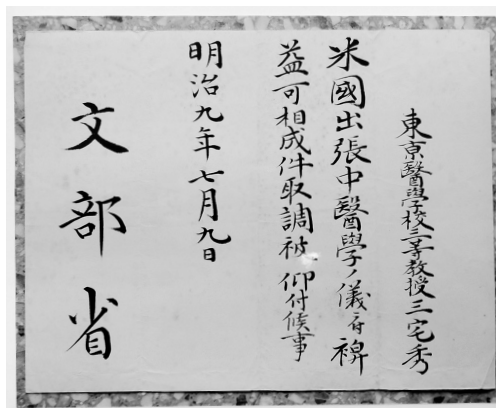 東京醫學校三等教授三宅秀
米國出張中醫學ノ儀ニ付裨
益可相成件取調被 仰付候事
明治九年七月九日
文部省